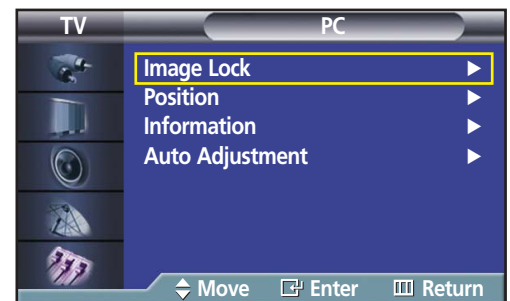 TV PC
Image Lock
Position
Information
Auto Adjustment
Move Enter Return